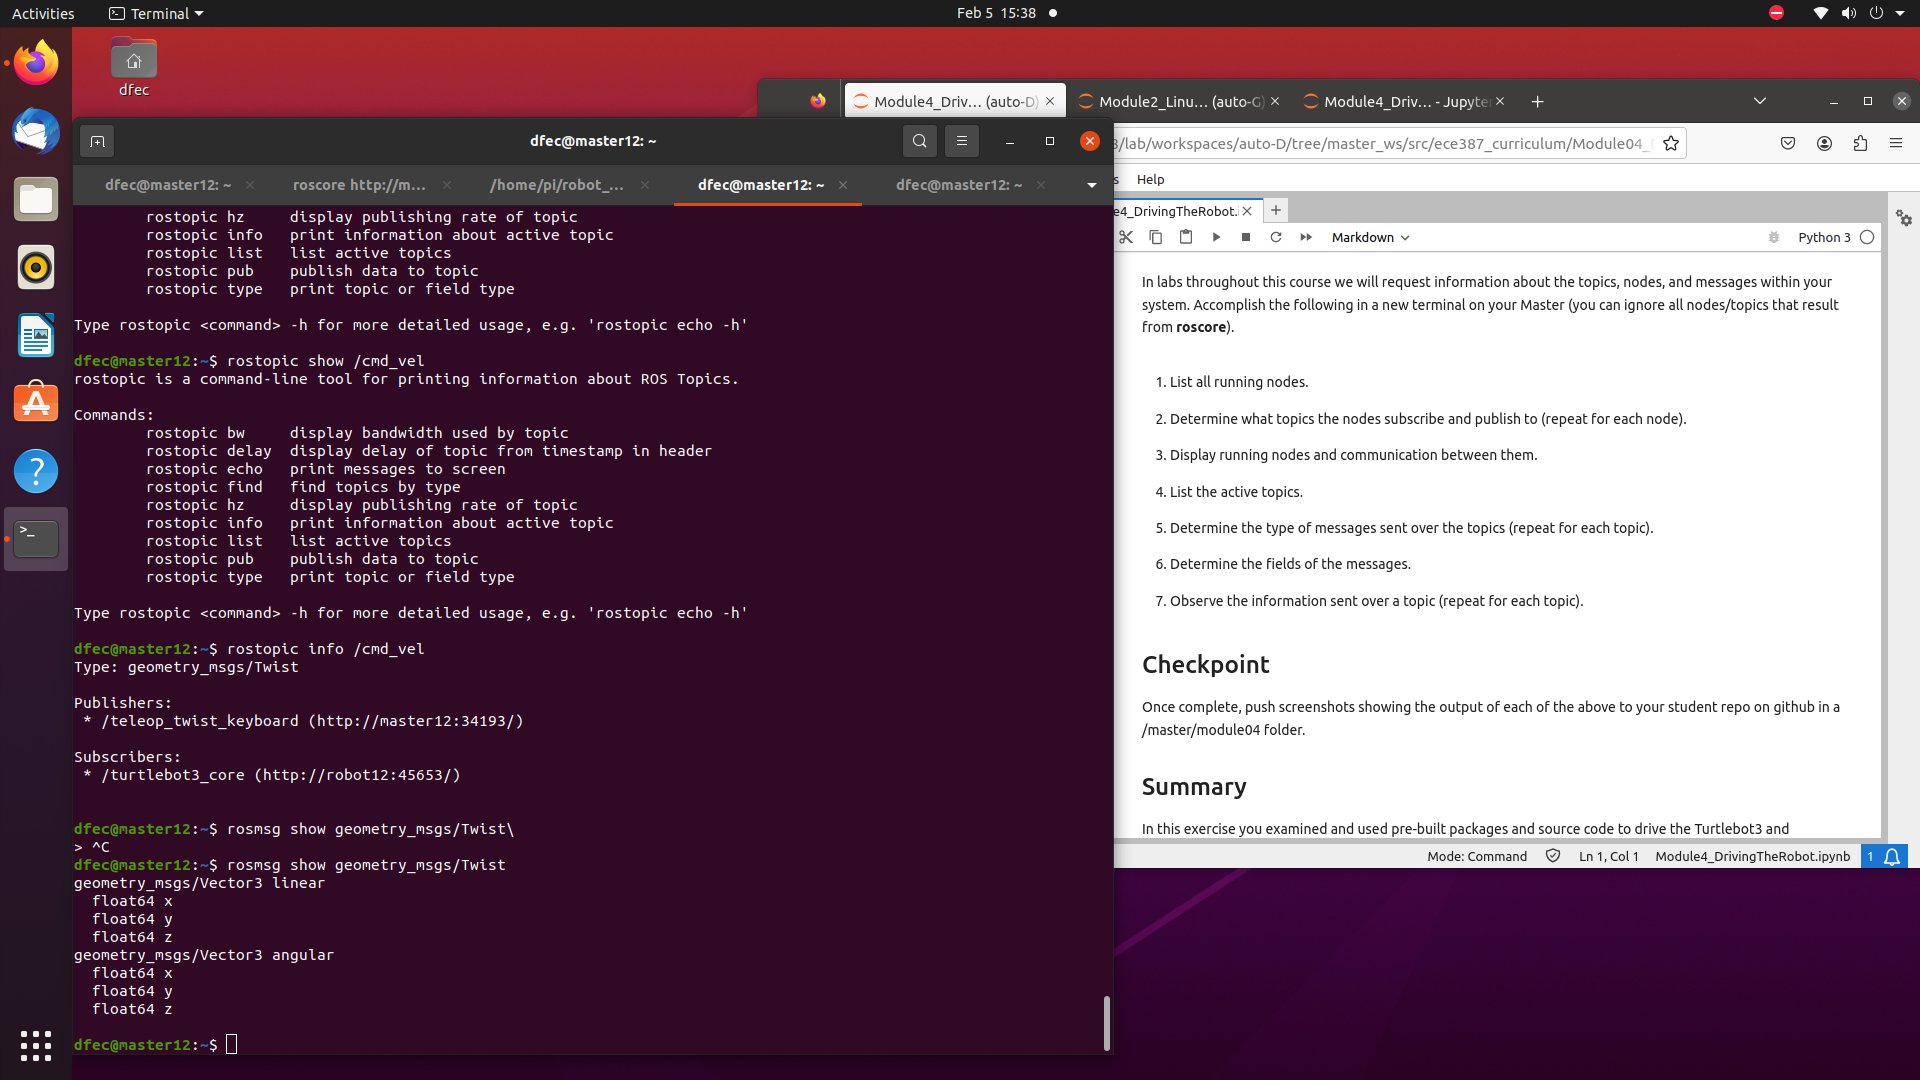 Activities
Terminal
Feb 5 15:38
dfec
Module4_Driv… (auto-D)
Module2_Linu… (auto-G)
Module4_Driv… - Jupyte
dfec@master12: ~
/lab/workspaces/auto-D/tree/master_ws/src/ece387_curriculum/Module04_
Help
dfec@master12: ~
roscore http://m...
/home/pi/robot_...
dfec@master12: ~
dfec@master12: ~
e4_DrivingTheRobot.
Markdown
Python 3
rostopic hz display publishing rate of topic
rostopic info print information about active topic
rostopic list list active topics
rostopic pub publish data to topic
rostopic type print topic or field type
Type rostopic <command> -h for more detailed usage, e.g. 'rostopic echo -h'
dfec@master12:~$ rostopic show /cmd_vel
rostopic is a command-line tool for printing information about ROS Topics.
Commands:
rostopic bw display bandwidth used by topic
rostopic delay display delay of topic from timestamp in header
rostopic echo print messages to screen
rostopic find find topics by type
rostopic hz display publishing rate of topic
rostopic info print information about active topic
rostopic list list active topics
rostopic pub publish data to topic
rostopic type print topic or field type
Type rostopic <command> -h for more detailed usage, e.g. 'rostopic echo -h'
dfec@master12:~$ rostopic info /cmd_vel
Type: geometry_msgs/Twist
Publishers:
* /teleop_twist_keyboard (http://master12:34193/)
Subscribers:
* /turtlebot3_core (http://robot12:45653/)
dfec@master12:~$ rosmsg show geometry_msgs/Twist\
> ^C
dfec@master12:~$ rosmsg show geometry_msgs/Twist
geometry_msgs/Vector3 linear
float64 x
float64 y
float64 z
geometry_msgs/Vector3 angular
float64 x
float64 y
float64 z
dfec@master12:~$
In labs throughout this course we will request information about the topics, nodes, and messages within your
system. Accomplish the following in a new terminal on your Master (you can ignore all nodes/topics that result
from roscore).
1. List all running nodes.
2. Determine what topics the nodes subscribe and publish to (repeat for each node).
3. Display running nodes and communication between them.
4. List the active topics.
5. Determine the type of messages sent over the topics (repeat for each topic).
6. Determine the fields of the messages.
7. Observe the information sent over a topic (repeat for each topic).
Checkpoint
Once complete, push screenshots showing the output of each of the above to your student repo on github in a
/master/module04 folder.
Summary
In this exercise you examined and used pre-built packages and source code to drive the Turtlebot3 and
Mode: Command
Ln 1, Col 1
Module4_DrivingTheRobot.ipynb
1